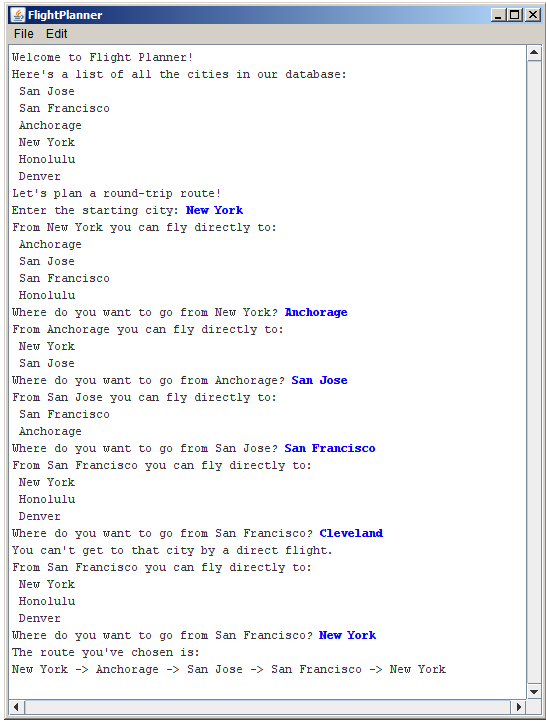 FlightPlanner
File Edit
Welcome to Flight Planner!
Here's a list of all the cities in our database:
San Jose
San Francisco
Anchorage
New York
Honolulu
Denver
Let's plan a round-trip route!
Enter the starting city: New York
From New York you can fly directly to:
Anchorage
San Jose
San Francisco
Honolulu
Where do you want to go from New York? Anchorage
From Anchorage you can fly directly to:
New York
San Jose
Where do you want to go from Anchorage? San Jose
From San Jose you can fly directly to:
San Francisco
Anchorage
Where do you want to go from San Jose? San Francisco
From San Francisco you can fly directly to:
New York
Honolulu
Denver
Where do you want to go from San Francisco? Cleveland
You can't get to that city by a direct flight.
From San Francisco you can fly directly to:
New York
Honolulu
Denver
Where do you want to go from San Francisco? New York
The route you've chosen is:
New York -> Anchorage -> San Jose -> San Francisco -> New York